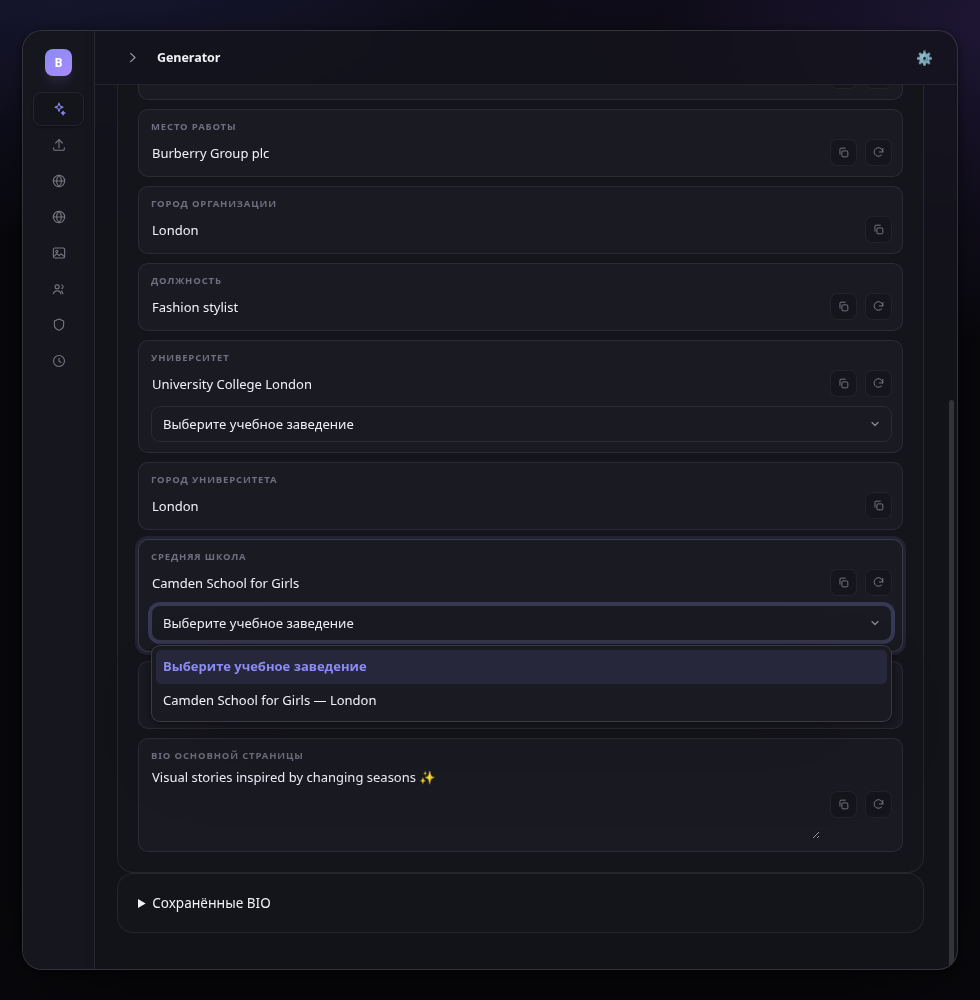 B
Generator
МЕСТО РАБОТЫ
Burberry Group plc
ГОРОД ОРГАНИЗАЦИИ
London
ДОЛЖНОСТЬ
Fashion stylist
УНИВЕРСИТЕТ
University College London
Выберите учебное заведение
ГОРОД УНИВЕРСИТЕТА
London
СРЕДНЯЯ ШКОЛА
Camden School for Girls
Выберите учебное заведение
Выберите учебное заведение
Camden School for Girls — London
BIO ОСНОВНОЙ СТРАНИЦЫ
Visual stories inspired by changing seasons ✨
Сохранённые BIO